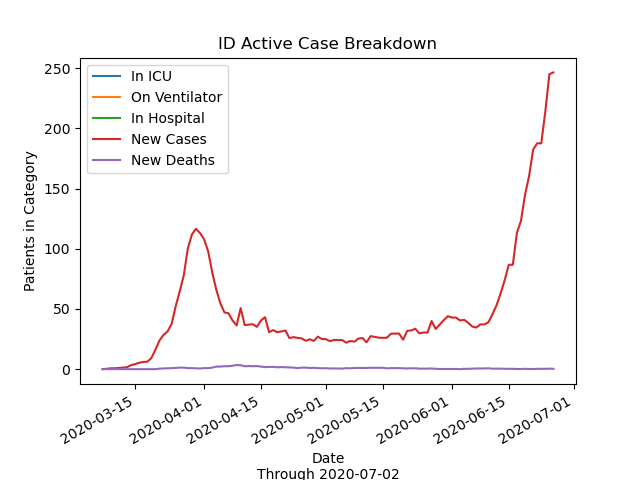 ID Active Case Breakdown
In ICU
On Ventilator
In Hospital
New Cases
New Deaths
Patients in Category
250
200
150
100
50
0
2020-03-15
2020-04-01
2020-04-15
2020-05-01
2020-05-15
2020-06-01
2020-06-15
2020-07-01
Date
Through 2020-07-02